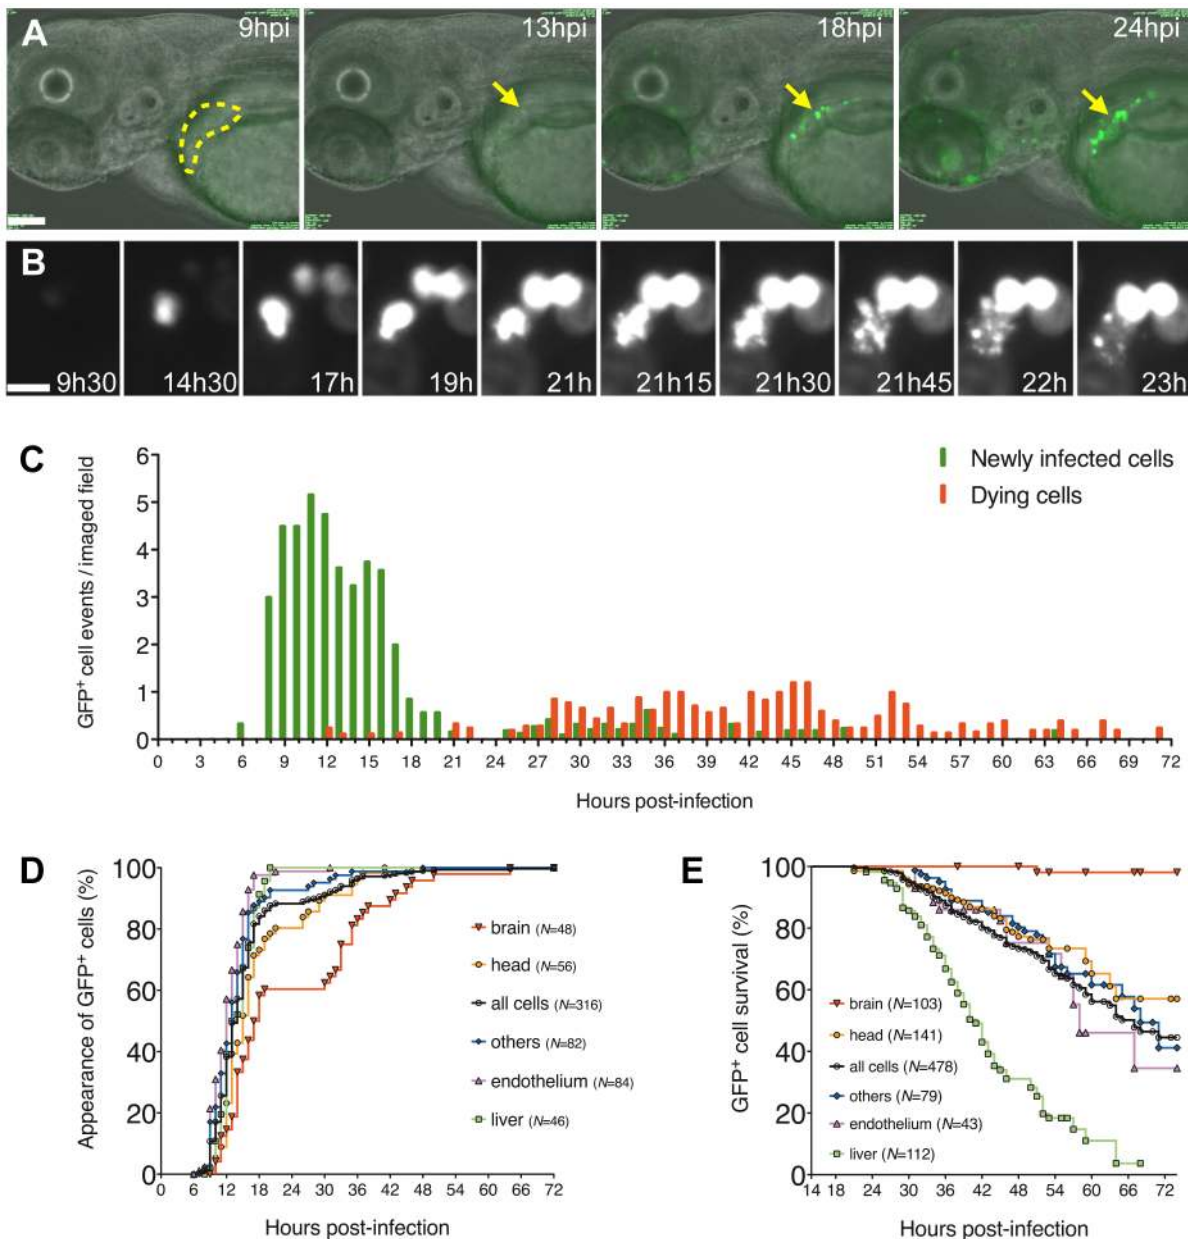 A
9hpi
13hpi
18hpi
24hpi
B
9h30
14h30
17h
19h
21h
21h15
21h30
21h45
22h
23h
C
GFP+ cell events / imaged field
6
5
4
3
2
1
0
Newly infected cells
Dying cells
0 3 6 9 12 15 18 21 24 27 30 33 36 39 42 45 48 51 54 57 60 63 66 69 72
Hours post-infection
D
Appearance of GFP+ cells (%)
100
80
60
40
20
0
brain (N=48)
head (N=56)
all cells (N=316)
others (N=82)
endothelium (N=84)
liver (N=46)
0 6 12 18 24 30 36 42 48 54 60 66 72
Hours post-infection
E
GFP+ cell survival (%)
100
80
60
40
20
0
brain (N=103)
head (N=141)
all cells (N=478)
others (N=79)
endothelium (N=43)
liver (N=112)
14 18 24 30 36 42 48 54 60 66 72
Hours post-infection